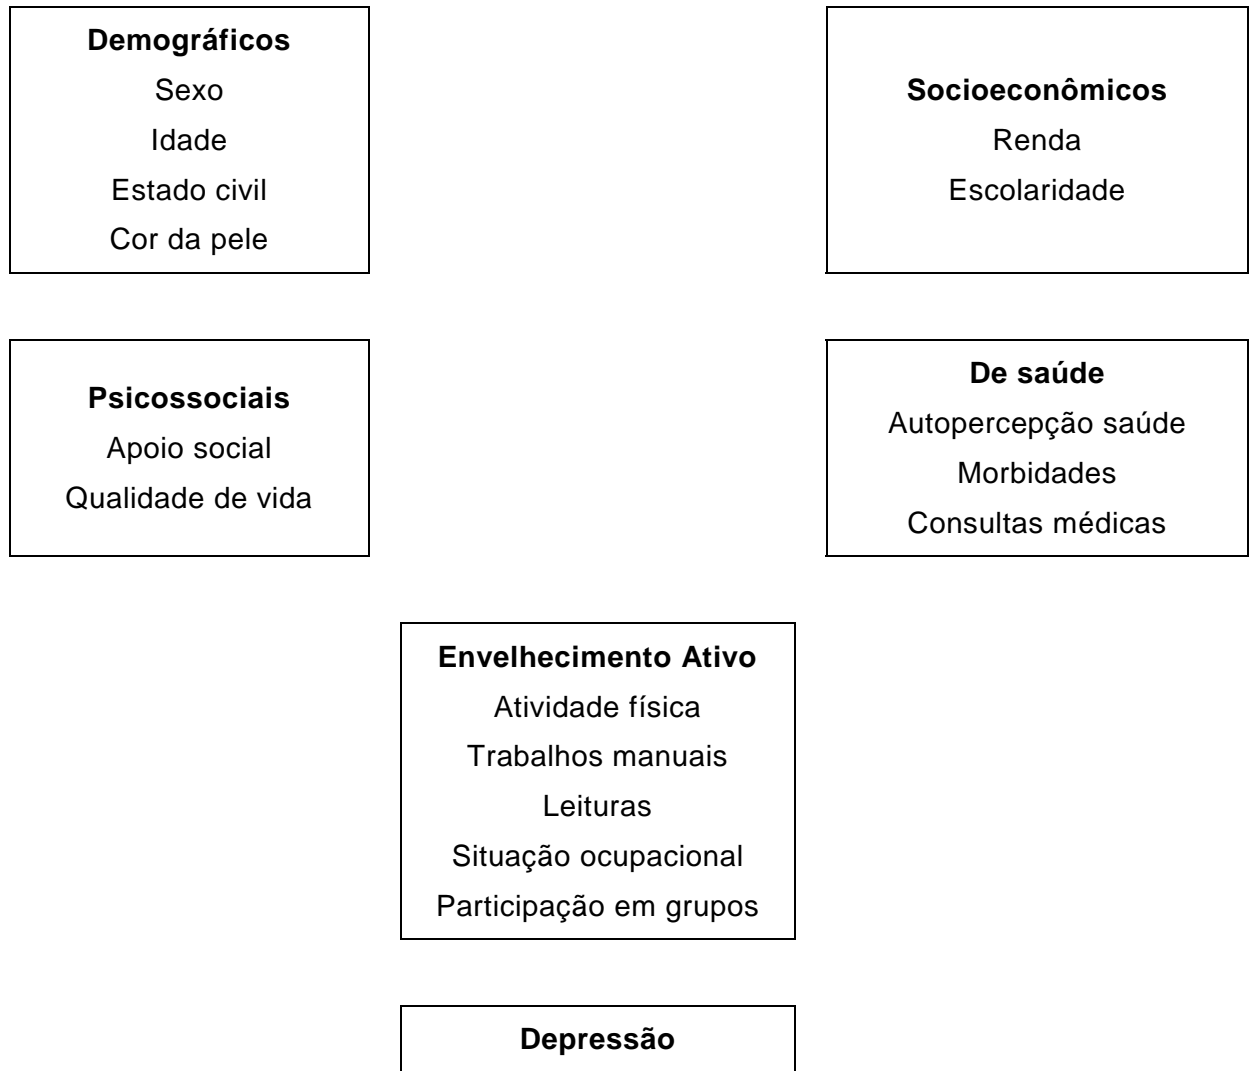 Demográficos
Sexo
Idade
Estado civil
Cor da pele
Socioeconômicos
Renda
Escolaridade
Psicossociais
Apoio social
Qualidade de vida
De saúde
Autopercepção saúde
Morbidades
Consultas médicas
Envelhecimento Ativo
Atividade física
Trabalhos manuais
Leituras
Situação ocupacional
Participação em grupos
Depressão